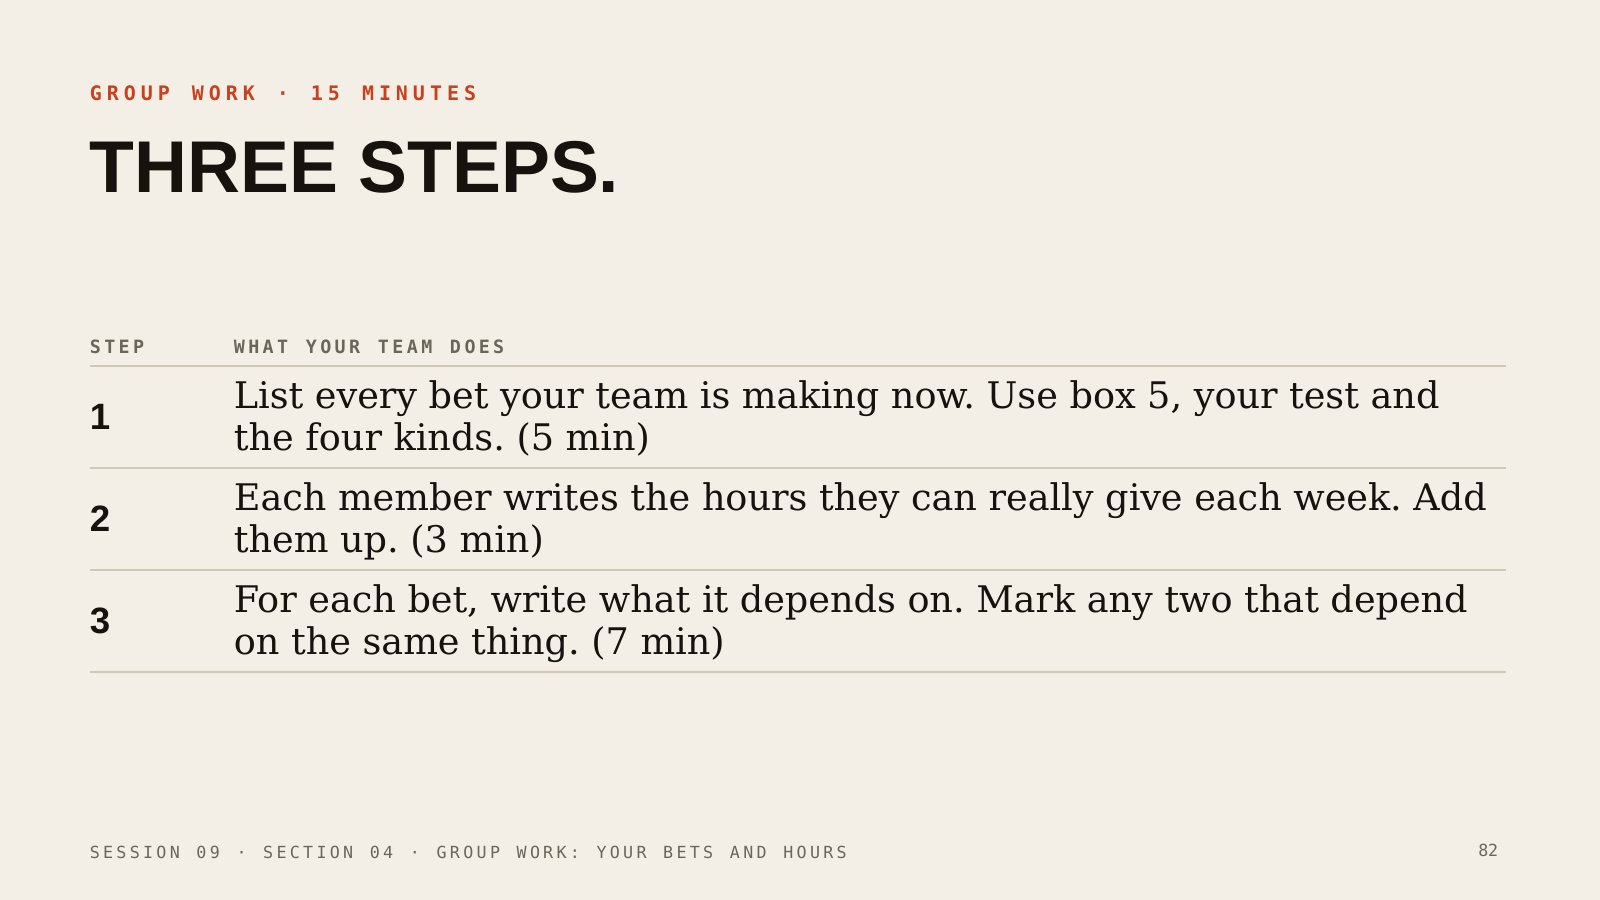 GROUP WORK · 15 MINUTES
THREE STEPS.
STEP WHAT YOUR TEAM DOES
1 List every bet your team is making now. Use box 5, your test and
the four kinds. (5 min)
2 Each member writes the hours they can really give each week. Add
them up. (3 min)
3 For each bet, write what it depends on. Mark any two that depend
on the same thing. (7 min)
SESSION 09 · SECTION 04 · GROUP WORK: YOUR BETS AND HOURS 82